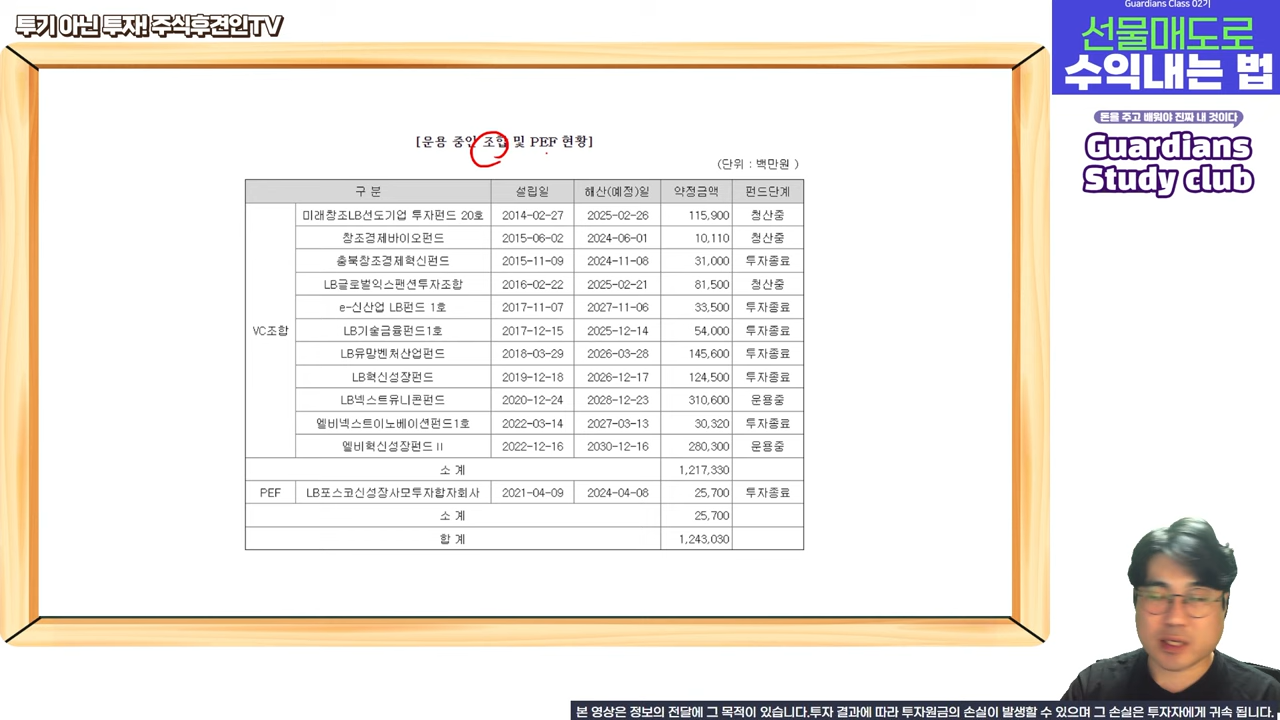 투기 아닌 투자! 주식후견인TV
Guardians Class 02기
선물매도로
수익내는 법
돈을 주고 배워야 진짜 내 것이다
Guardians
Study club
[운용 중인 조합 및 PEF 현황]
(단위 : 백만원 )
구 분 설립일 해산(예정)일 약정금액 펀드단계
VC조합
미래창조LB선도기업 투자펀드 20호 2014-02-27 2025-02-26 115,900 청산중
창조경제바이오펀드 2015-06-02 2024-06-01 10,110 청산중
충북창조경제혁신펀드 2015-11-09 2024-11-08 31,000 투자종료
LB글로벌익스팬션투자조합 2016-02-22 2025-02-21 81,500 청산중
e-신산업 LB펀드 1호 2017-11-07 2027-11-06 33,500 투자종료
LB기술금융펀드1호 2017-12-15 2025-12-14 54,000 투자종료
LB유망벤처산업펀드 2018-03-29 2026-03-28 145,600 투자종료
LB혁신성장펀드 2019-12-18 2026-12-17 124,500 투자종료
LB넥스트유니콘펀드 2020-12-24 2028-12-23 310,600 운용중
엘비넥스트이노베이션펀드1호 2022-03-14 2027-03-13 30,320 투자종료
엘비혁신성장펀드Ⅱ 2022-12-16 2030-12-16 280,300 운용중
소 계 1,217,330
PEF LB포스코신성장사모투자합자회사 2021-04-09 2024-04-08 25,700 투자종료
소 계 25,700
합 계 1,243,030
본 영상은 정보의 전달에 그 목적이 있습니다.투자 결과에 따라 투자원금의 손실이 발생할 수 있으며 그 손실은 투자자에게 귀속 됩니다.